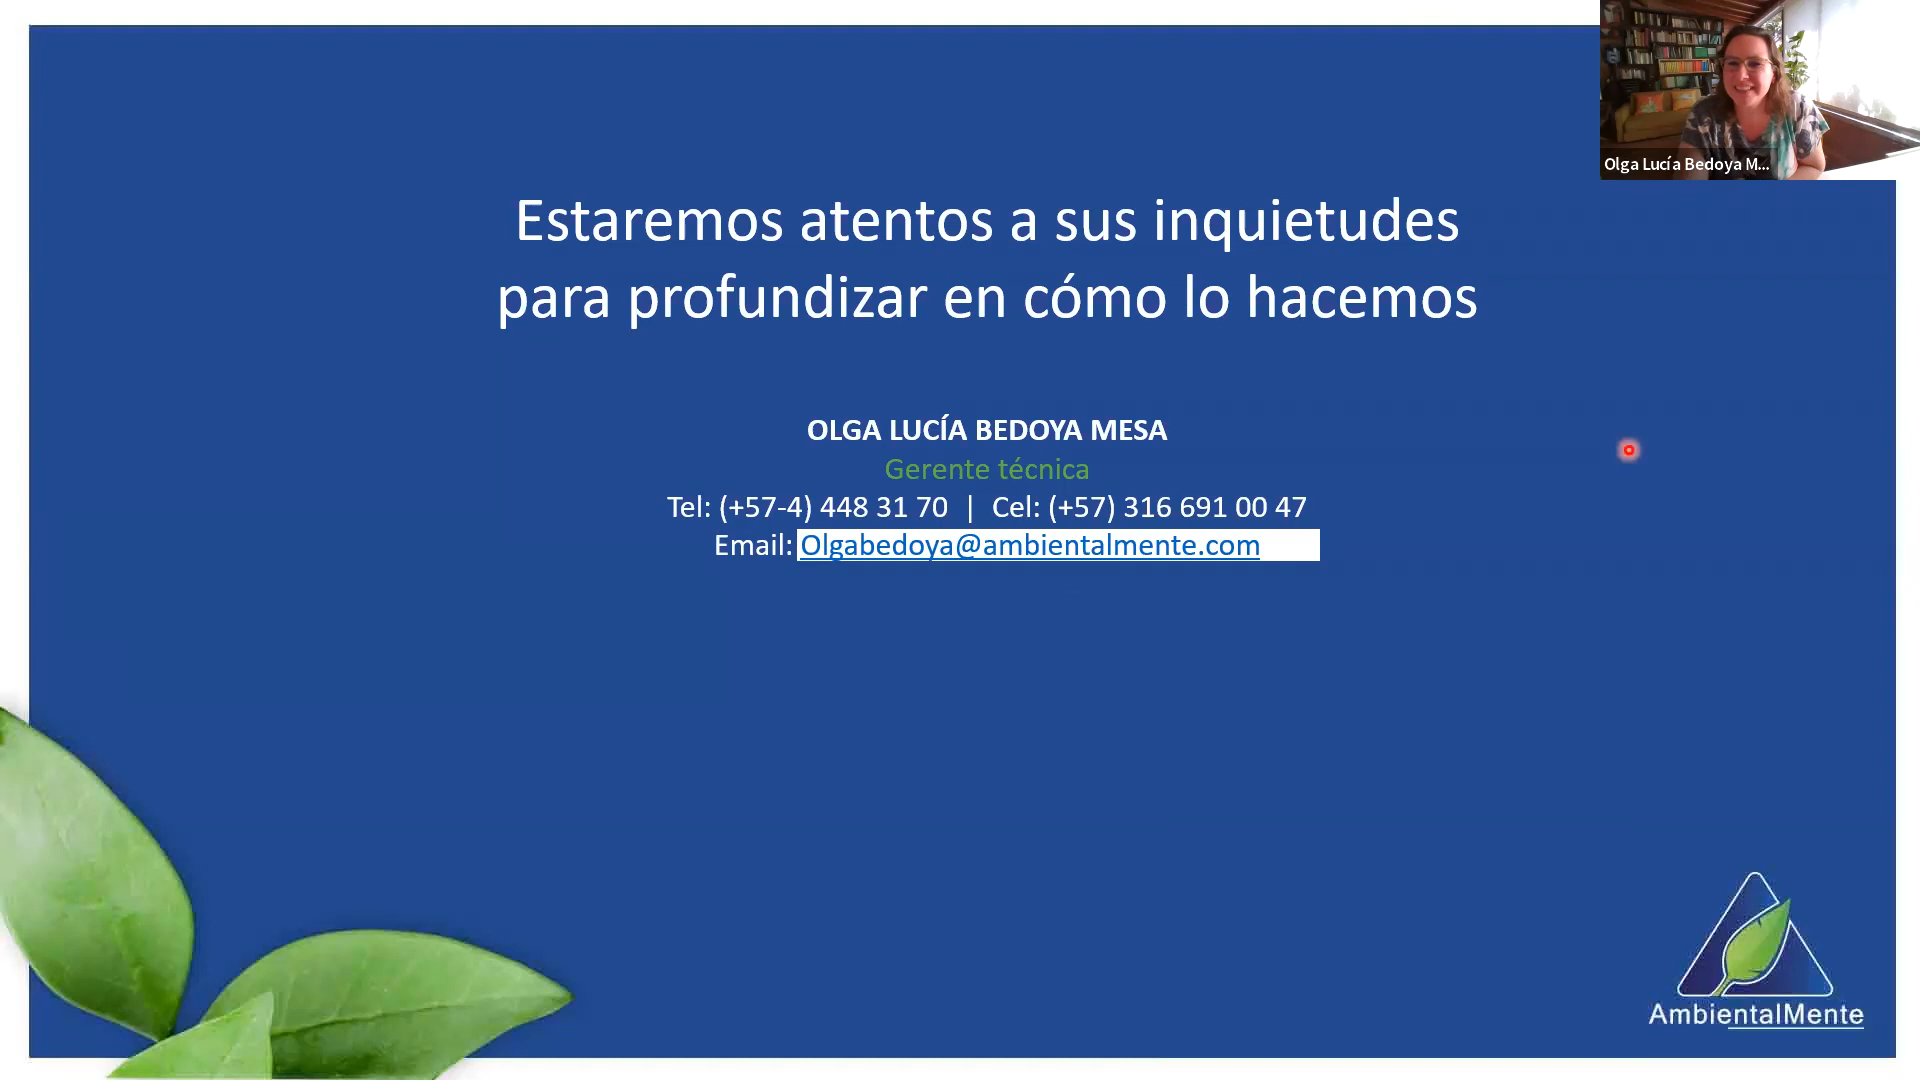 Olga Lucía Bedoya M...
Estaremos atentos a sus inquietudes
para profundizar en cómo lo hacemos
OLGA LUCÍA BEDOYA MESA
Gerente técnica
Tel: (+57-4) 448 31 70 | Cel: (+57) 316 691 00 47
Email: Olgabedoya@ambientalmente.com
AmbientalMente